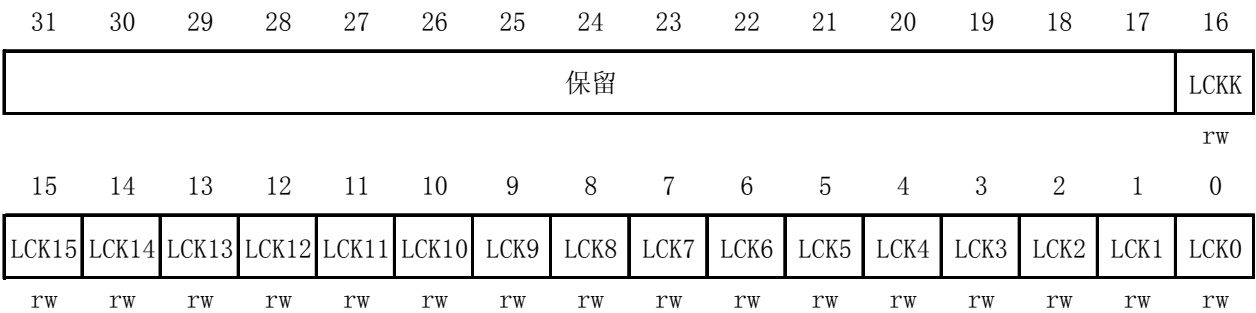 31 30 29 28 27 26 25 24 23 22 21 20 19 18 17 16
保留 LCKK
rw
15 14 13 12 11 10 9 8 7 6 5 4 3 2 1 0
LCK15 LCK14 LCK13 LCK12 LCK11 LCK10 LCK9 LCK8 LCK7 LCK6 LCK5 LCK4 LCK3 LCK2 LCK1 LCK0
rw rw rw rw rw rw rw rw rw rw rw rw rw rw rw rw